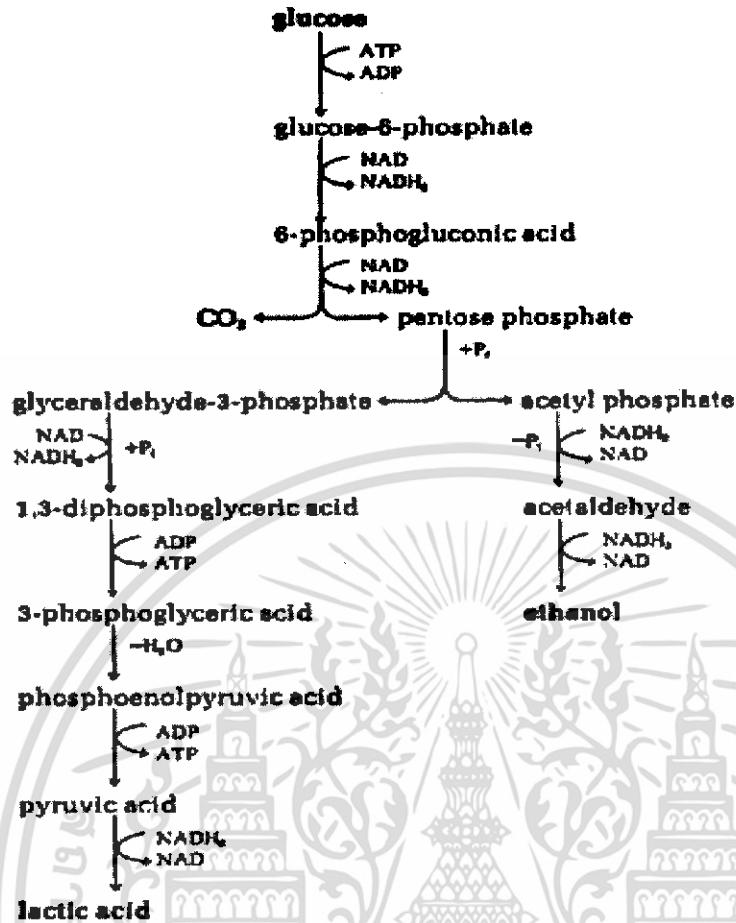 glucose
ATP
ADP
glucose-6-phosphate
NAD
NADH₂
6-phosphogluconic acid
NAD
NADH₂
CO₂ pentose phosphate
+Pᵢ
glyceraldehyde-3-phosphate acetyl phosphate
NAD +Pᵢ -Pᵢ NADH₂
NADH₂ NAD
1,3-diphosphoglyceric acid acetaldehyde
ADP NADH₂
ATP NAD
3-phosphoglyceric acid ethanol
-H₂O
phosphoenolpyruvic acid
ADP
ATP
pyruvic acid
NADH₂
NAD
lactic acid